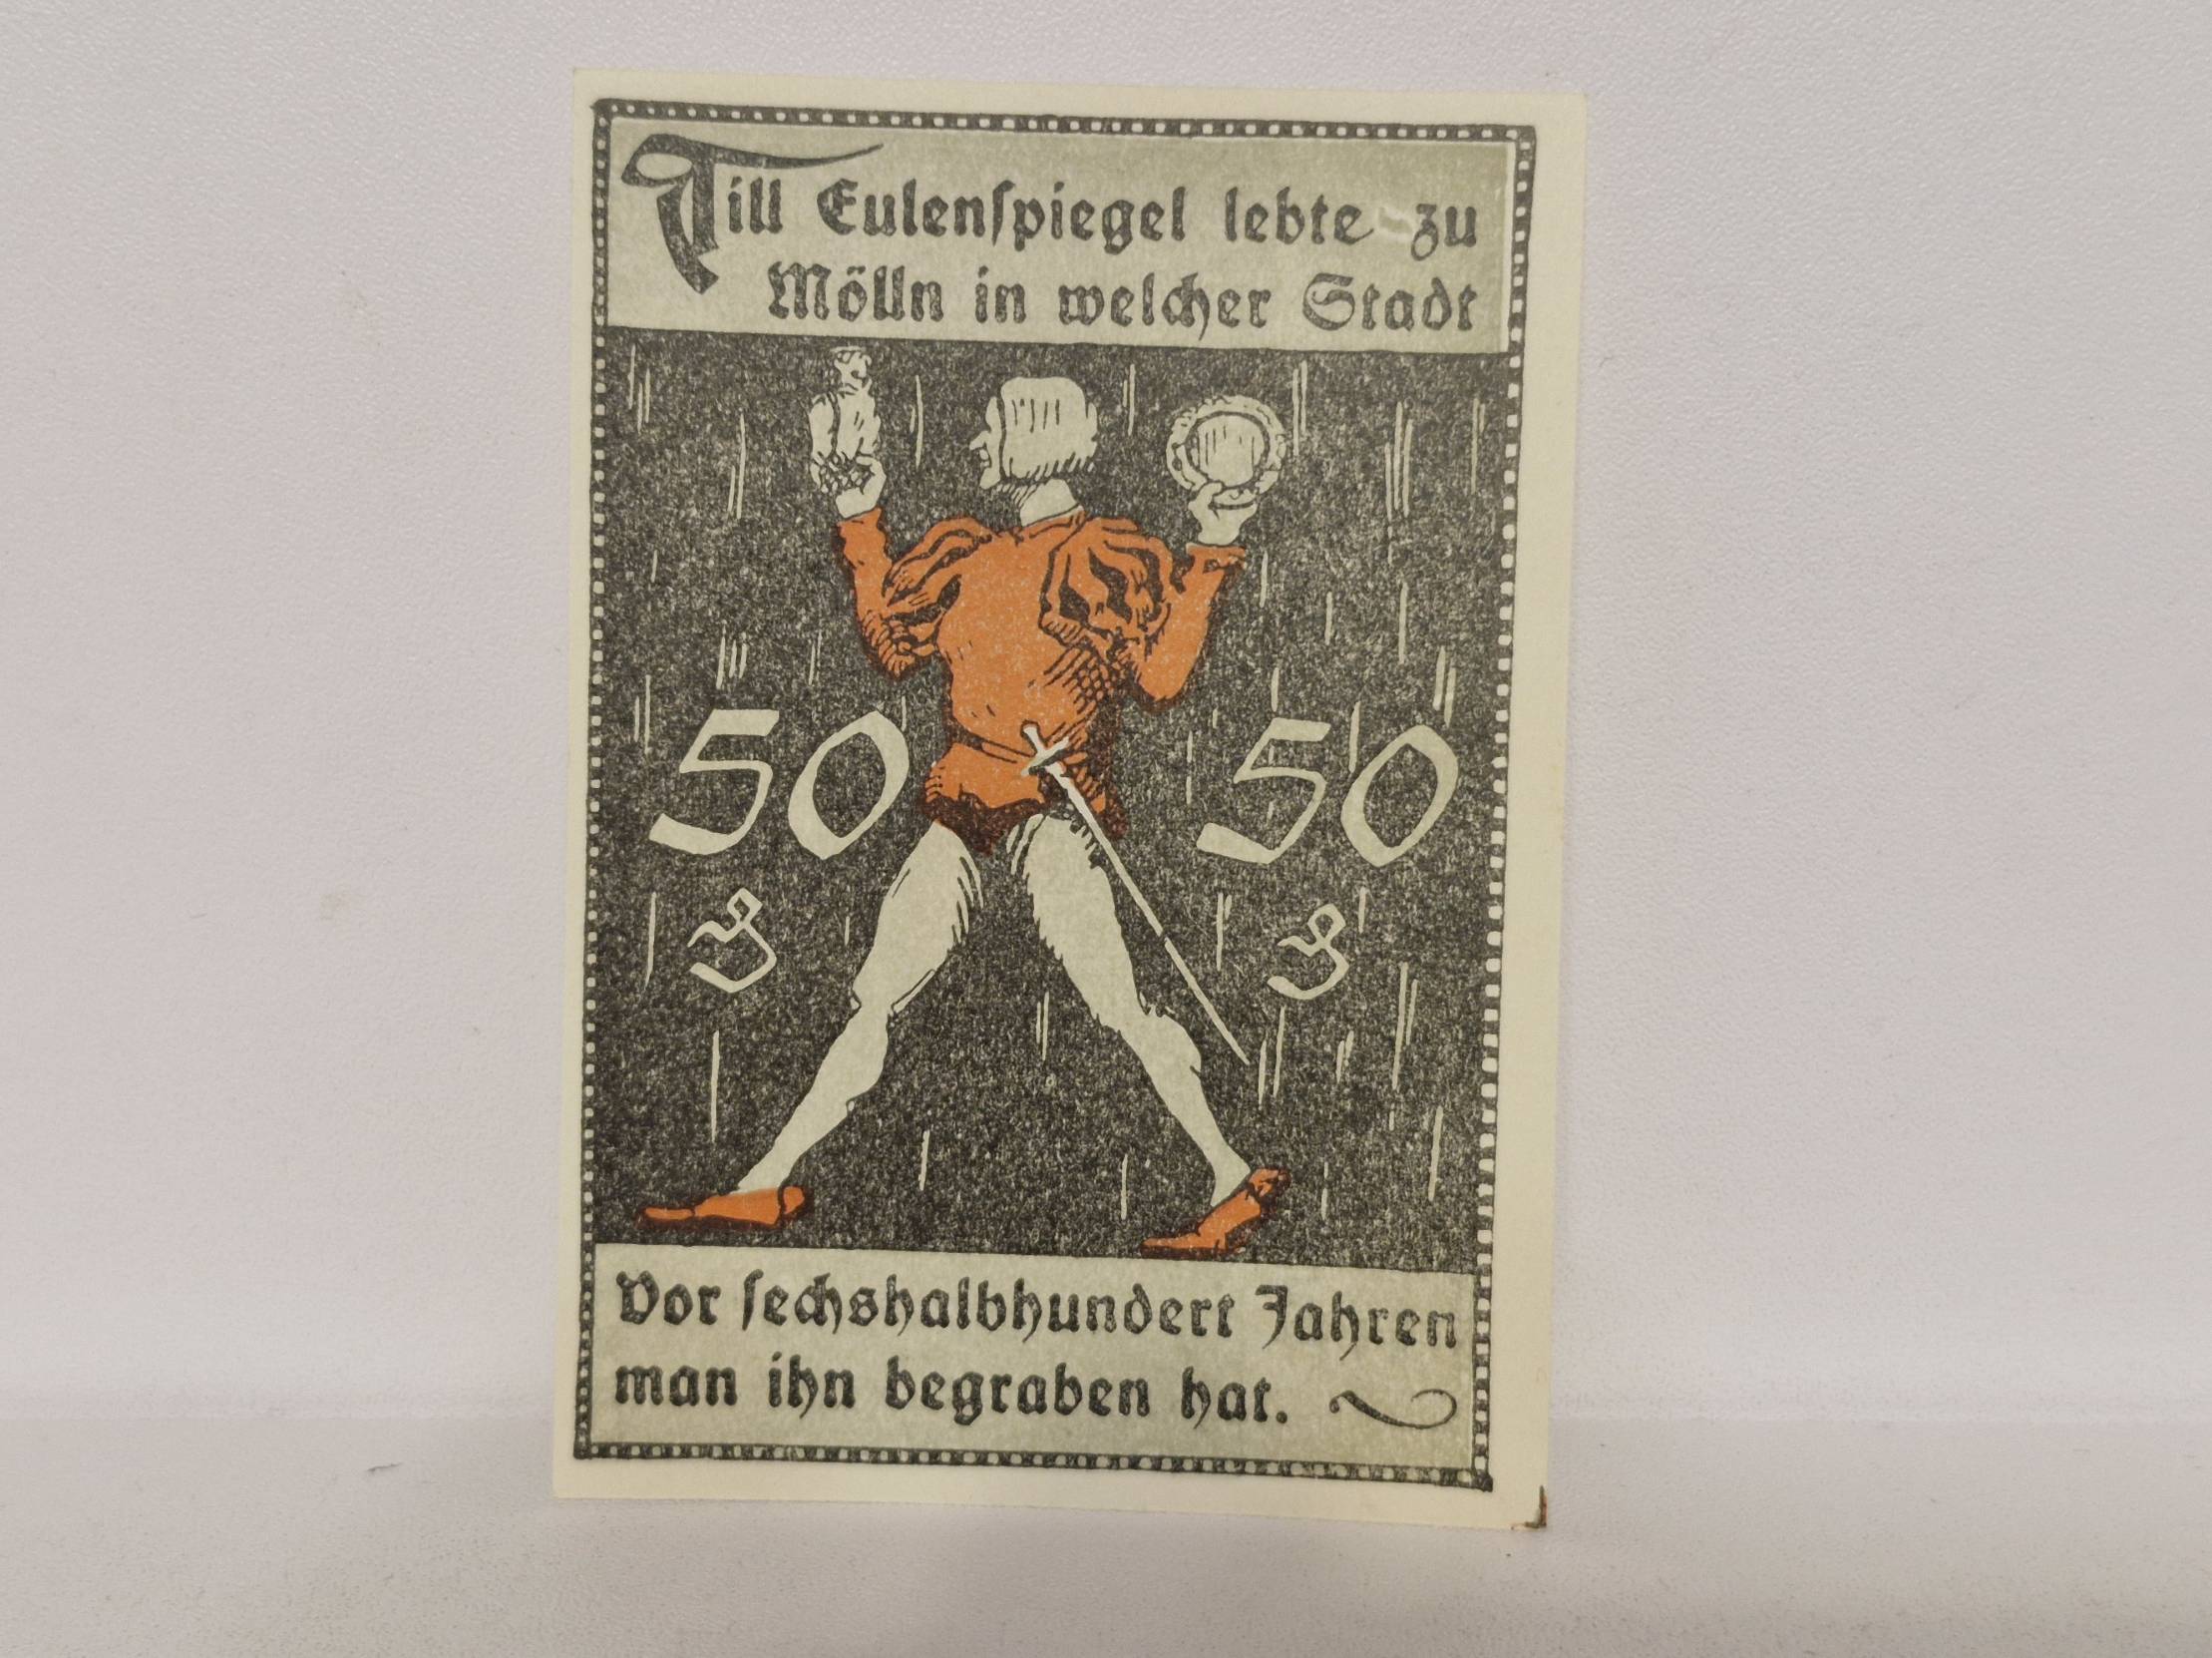 Till Eulenſpiegel lebte zu
Mölln in welcher Stadt
50 50
₰ ₰
Vor ſechshalbhundert Jahren
man ihn begraben hat.